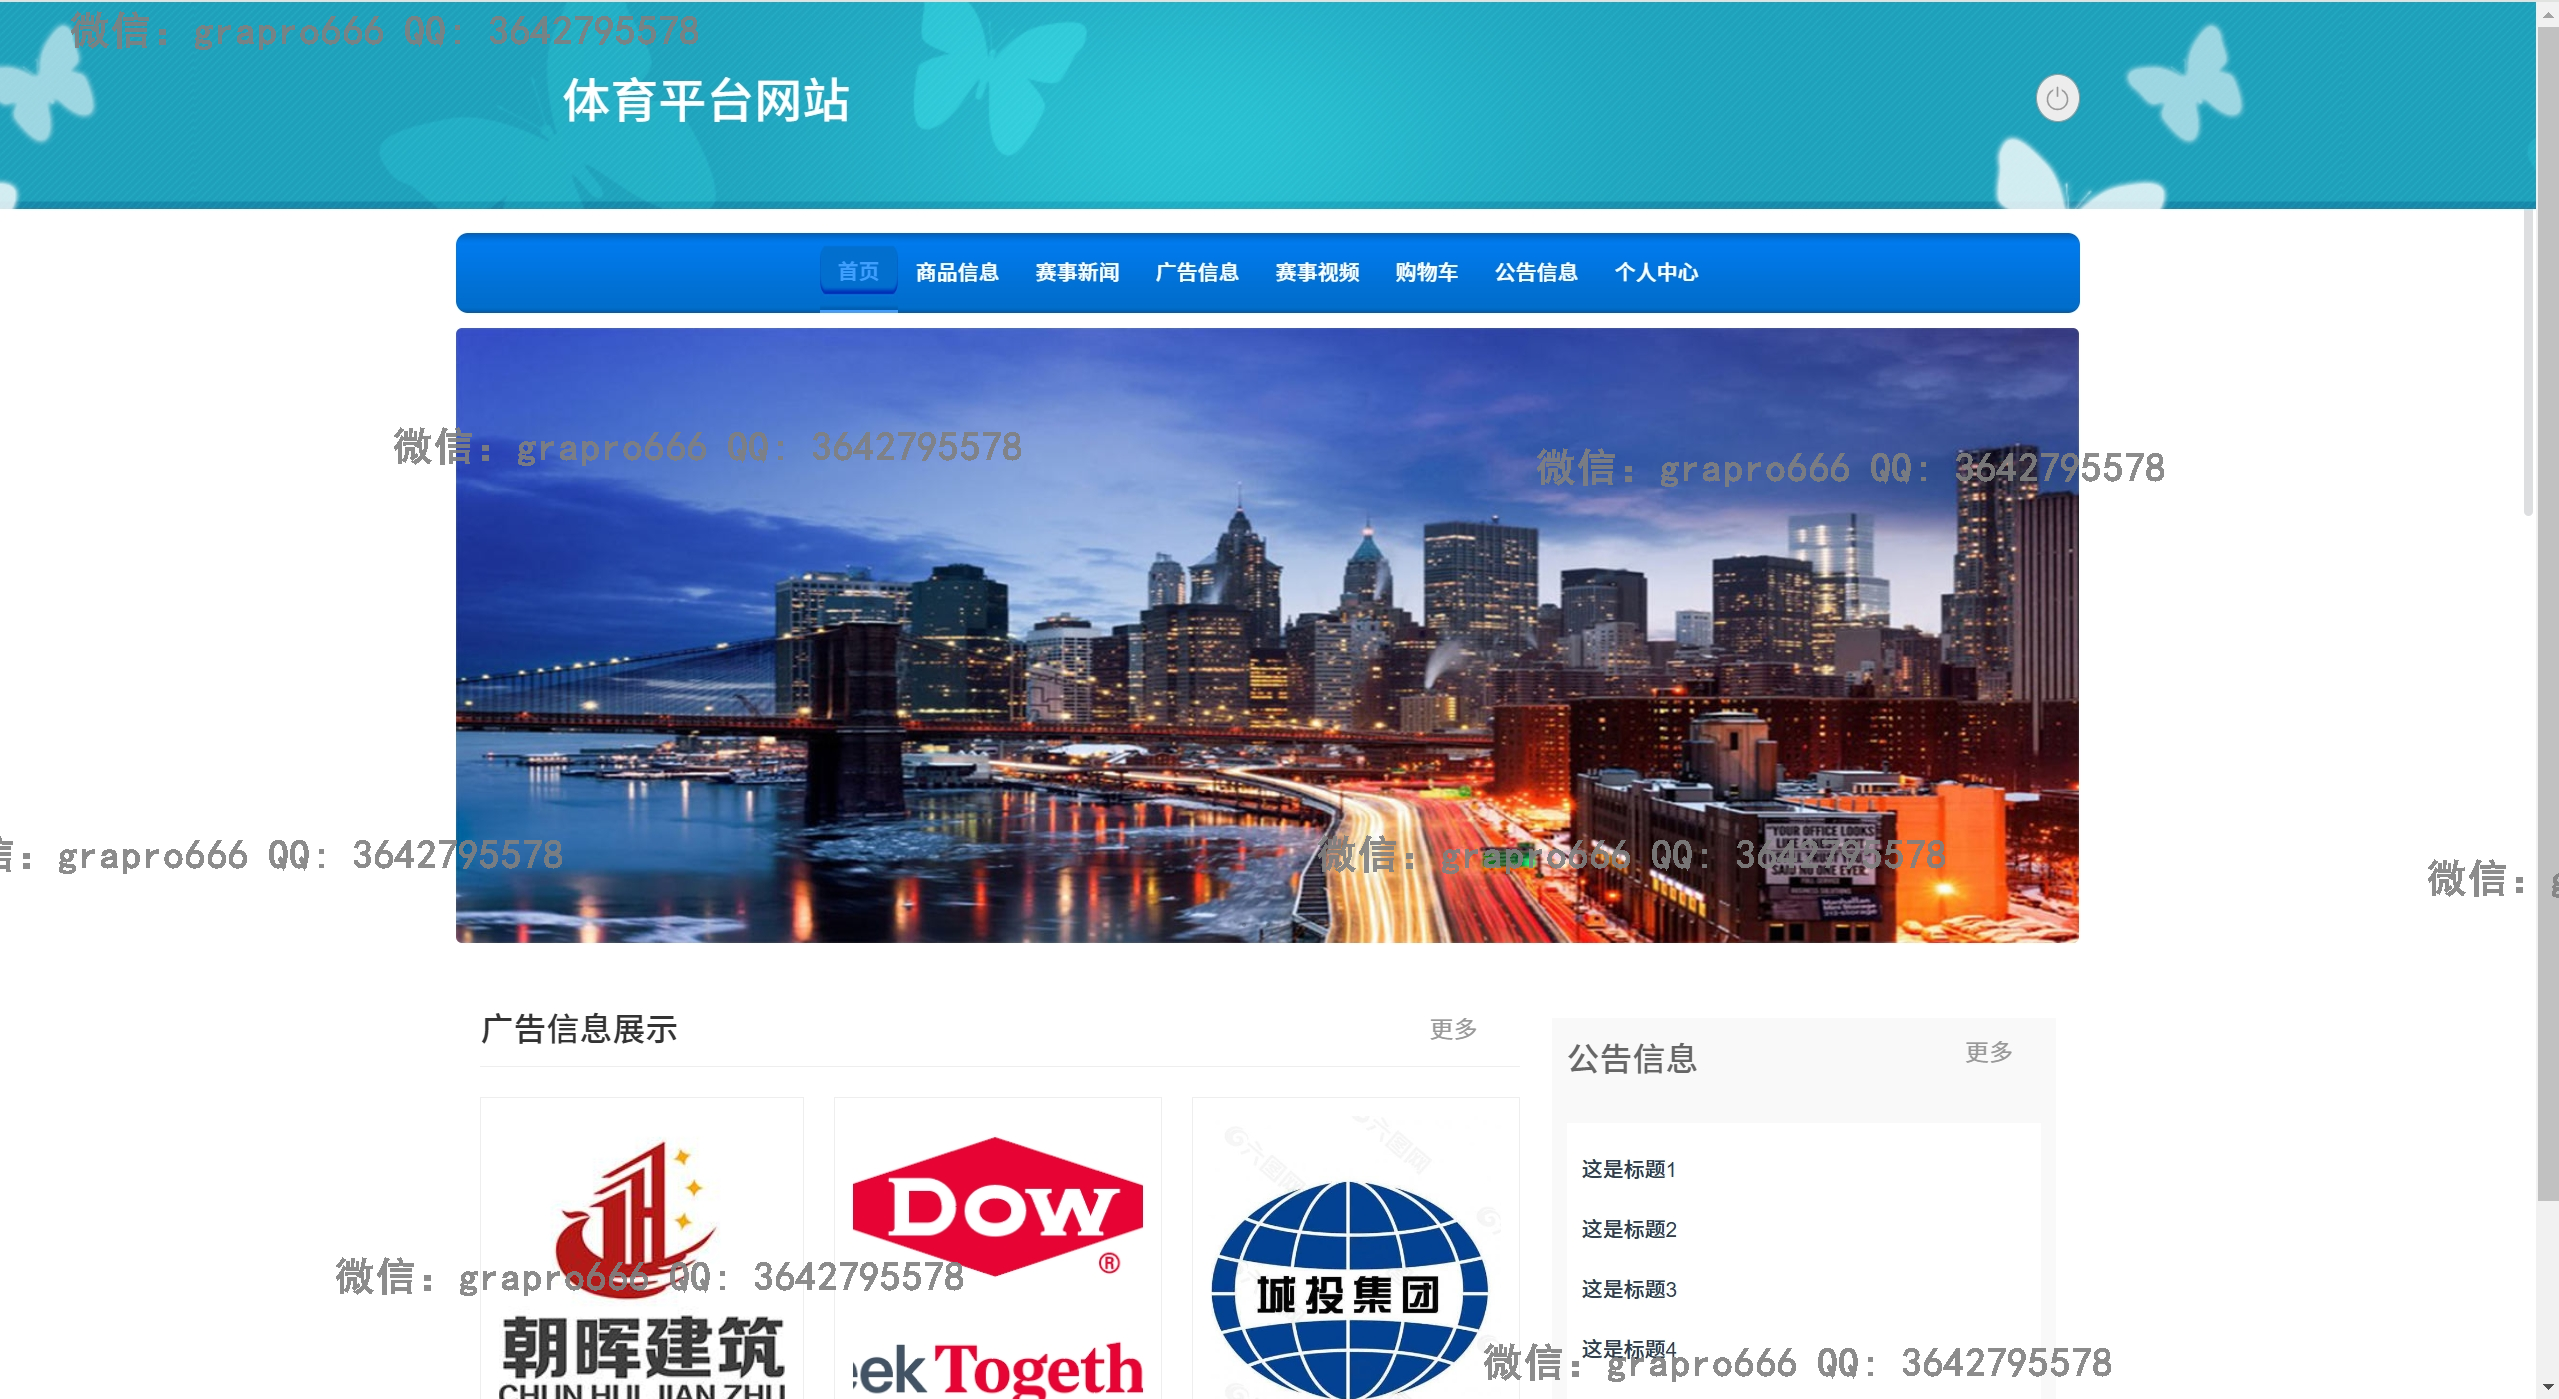 微信: grapro666 QQ: 3642795578
体育平台网站
首页 商品信息 赛事新闻 广告信息 赛事视频 购物车 公告信息 个人中心
微信: grapro666 QQ: 3642795578
微信: grapro666 QQ: 3642795578
YOUR OFFICE LOOKS
SAID NO ONE EVER.
信: grapro666 QQ: 3642795578
微信: grapro666 QQ: 3642795578
微信: g
广告信息展示
更多
公告信息
更多
DOW
®
城投集团
朝晖建筑
CHUN HUI JIAN ZHU
ek Togeth
这是标题1
这是标题2
这是标题3
这是标题4
微信: grapro666 QQ: 3642795578
微信: grapro666 QQ: 3642795578